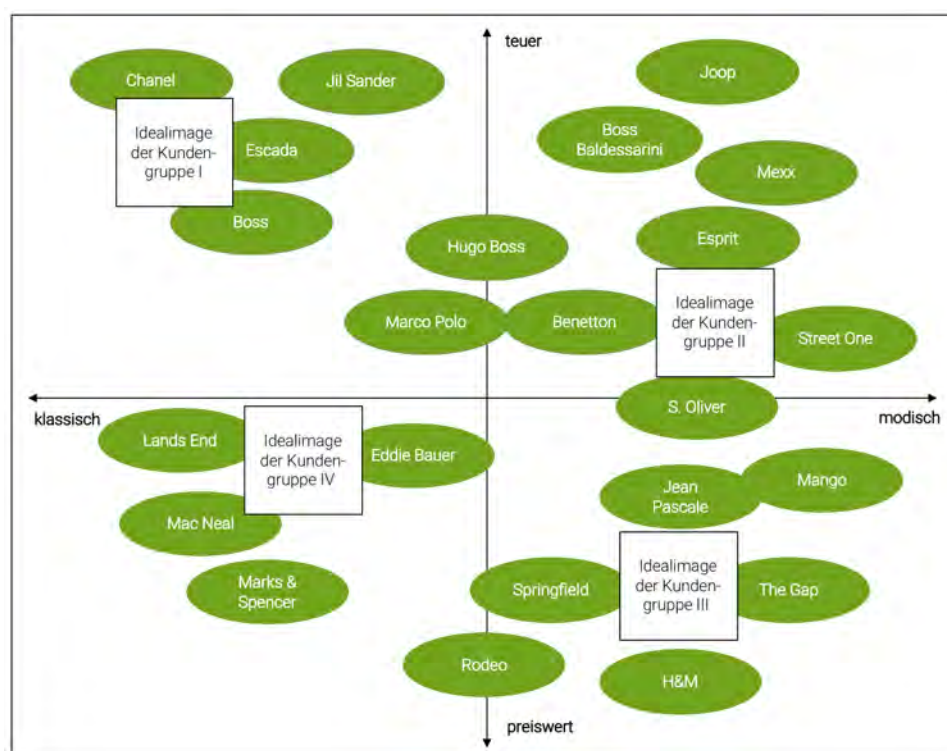 teuer
Chanel
Jil Sander
Joop
Idealimage
der Kunden-
gruppe I
Escada
Boss
Baldessarini
Mexx
Boss
Hugo Boss
Esprit
Marco Polo
Benetton
Idealimage
der Kunden-
gruppe II
Street One
klassisch
S. Oliver
modisch
Lands End
Idealimage
der Kunden-
gruppe IV
Eddie Bauer
Mac Neal
Jean
Pascale
Mango
Marks &
Spencer
Springfield
Idealimage
der Kunden-
gruppe III
The Gap
Rodeo
H&M
preiswert